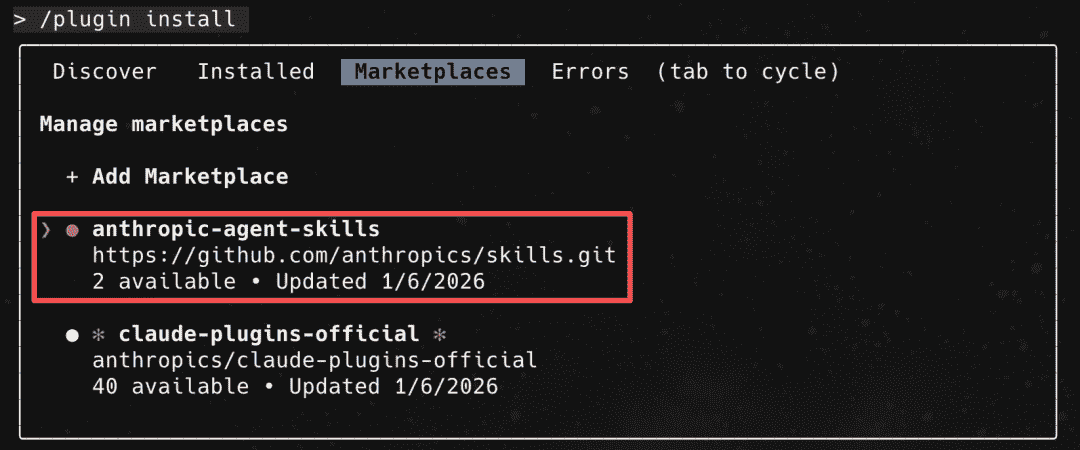 > /plugin install
Discover Installed Marketplaces Errors (tab to cycle)
Manage marketplaces
+ Add Marketplace
❯ ● anthropic-agent-skills
https://github.com/anthropics/skills.git
2 available • Updated 1/6/2026
● ✻ claude-plugins-official ✻
anthropics/claude-plugins-official
40 available • Updated 1/6/2026